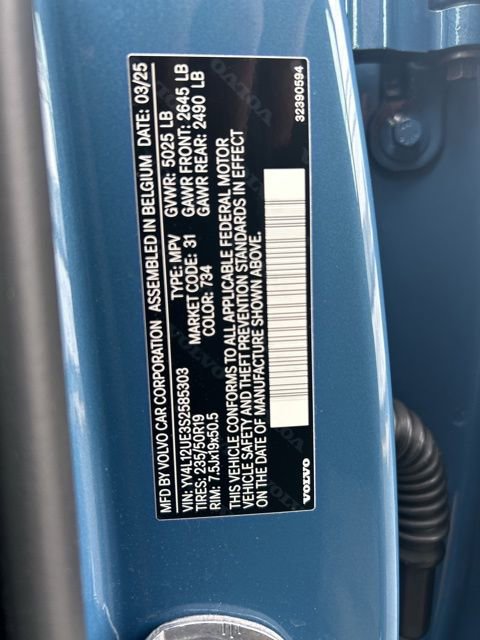 MFD BY VOLVO CAR CORPORATION ASSEMBLED IN BELGIUM DATE: 03/25
VIN: YV4L12UE3S2585303 TYPE: MPV GVWR: 5025 LB
TIRES: 235/50R19 MARKET CODE: 31 GAWR FRONT: 2645 LB
RIM: 7.5Jx19x50.5 COLOR: 734 GAWR REAR: 2490 LB
THIS VEHICLE CONFORMS TO ALL APPLICABLE FEDERAL MOTOR
VEHICLE SAFETY AND THEFT PREVENTION STANDARDS IN EFFECT
ON THE DATE OF MANUFACTURE SHOWN ABOVE.
VOLVO 32390594